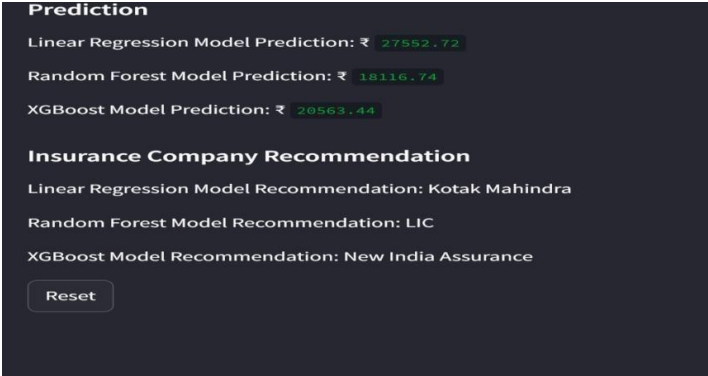 Prediction
Linear Regression Model Prediction: ₹ 27552.72
Random Forest Model Prediction: ₹ 18116.74
XGBoost Model Prediction: ₹ 20563.44
Insurance Company Recommendation
Linear Regression Model Recommendation: Kotak Mahindra
Random Forest Model Recommendation: LIC
XGBoost Model Recommendation: New India Assurance
Reset